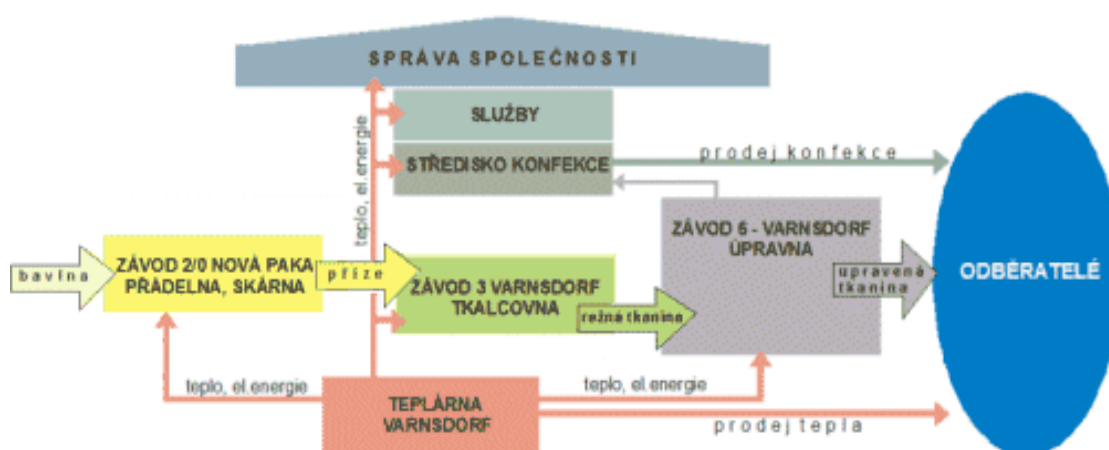 SPRÁVA SPOLEČNOSTI
SLUŽBY
teplo, el.energie
STŘEDISKO KONFEKCE
prodej konfekce
ZÁVOD 6 - VARNSDORF
ÚPRAVNA
bavlna
ZÁVOD 2/0 NOVÁ PAKA
PŘÁDELNA, SKÁRNA
příze
ZÁVOD 3 VARNSDORF
TKALCOVNA
režná tkanina
upravená
tkanina
ODBĚRATELÉ
teplo, el.energie
teplo, el.energie
TEPLÁRNA
VARNSDORF
prodej tepla